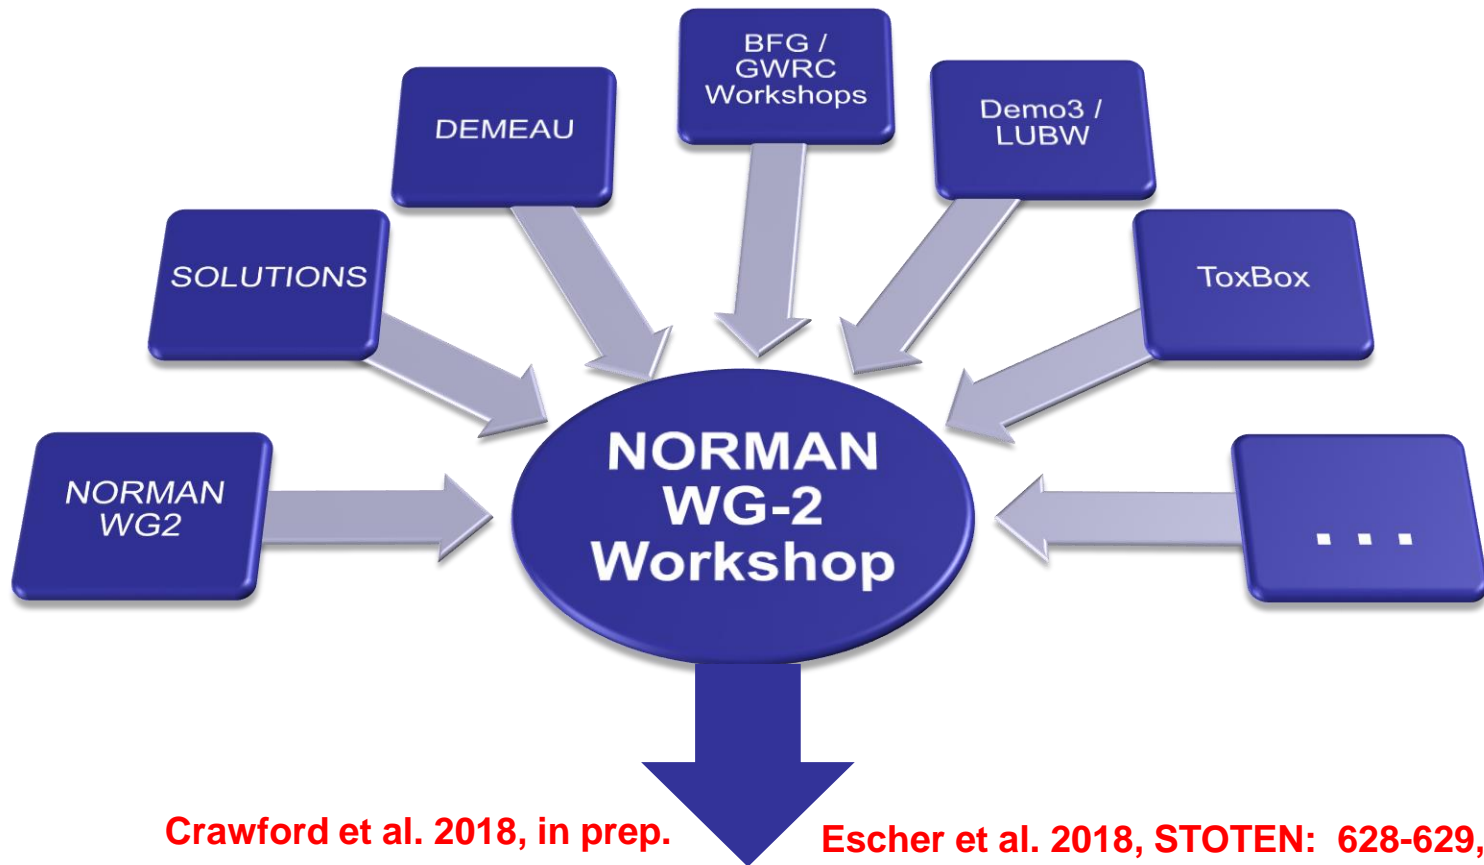 NORMAN
WG2
SOLUTIONS
DEMEAU
BFG /
GWRC
Workshops
Demo3 /
LUBW
ToxBox
...
NORMAN
WG-2
Workshop
Crawford et al. 2018, in prep.
Escher et al. 2018, STOTEN: 628-629,